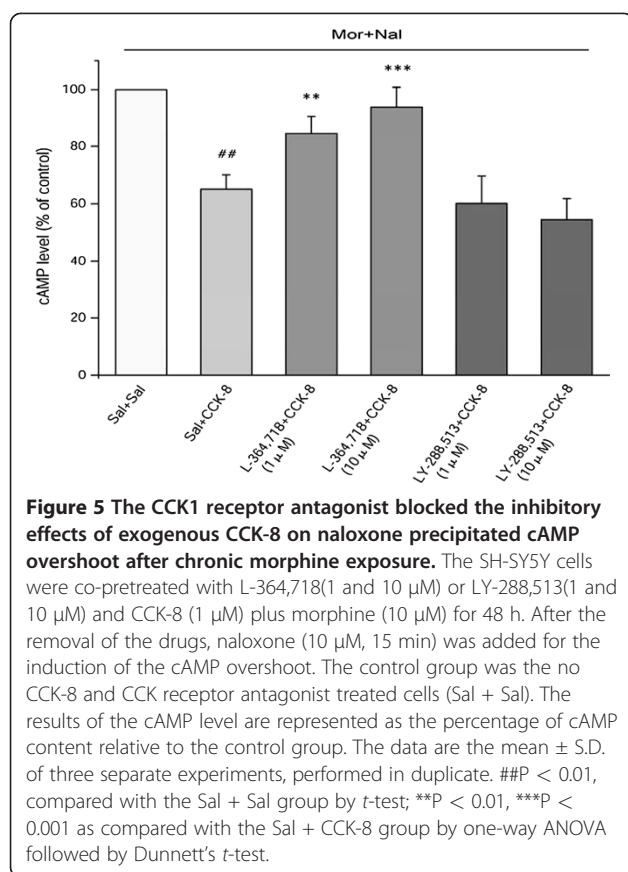 Mor+Nal
***
**
##
100
80
60
40
20
0
cAMP level (% of control)
Sal+Sal
Sal+CCK-8
L-364,718+CCK-8
(1 μM)
L-364,718+CCK-8
(10 μM)
LY-288,513+CCK-8
(1 μM)
LY-288,513+CCK-8
(10 μM)
Figure 5 The CCK1 receptor antagonist blocked the inhibitory
effects of exogenous CCK-8 on naloxone precipitated cAMP
overshoot after chronic morphine exposure. The SH-SY5Y cells
were co-pretreated with L-364,718(1 and 10 μM) or LY-288,513(1 and
10 μM) and CCK-8 (1 μM) plus morphine (10 μM) for 48 h. After the
removal of the drugs, naloxone (10 μM, 15 min) was added for the
induction of the cAMP overshoot. The control group was the no
CCK-8 and CCK receptor antagonist treated cells (Sal + Sal). The
results of the cAMP level are represented as the percentage of cAMP
content relative to the control group. The data are the mean ± S.D.
of three separate experiments, performed in duplicate. ##P < 0.01,
compared with the Sal + Sal group by t-test; **P < 0.01, ***P <
0.001 as compared with the Sal + CCK-8 group by one-way ANOVA
followed by Dunnett's t-test.